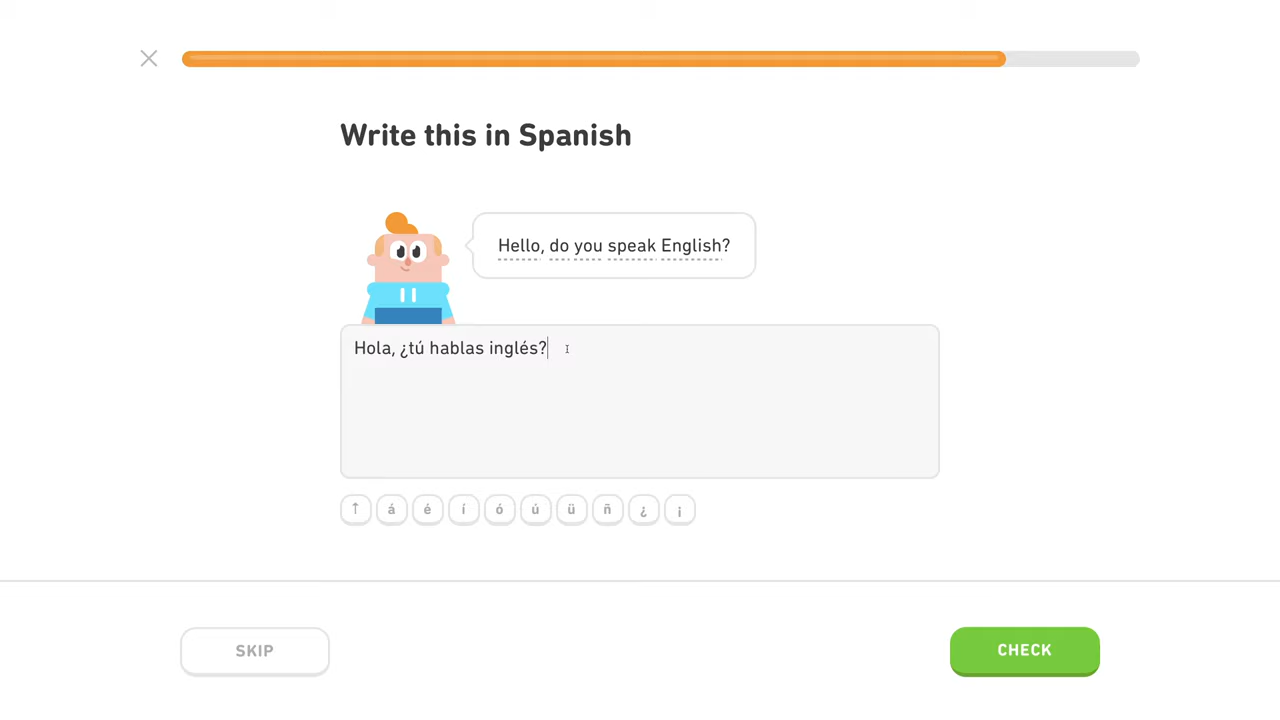 Write this in Spanish
Hello, do you speak English?
Hola, ¿tú hablas inglés?
↑ á é í ó ú ü ñ ¿ ¡
SKIP
CHECK